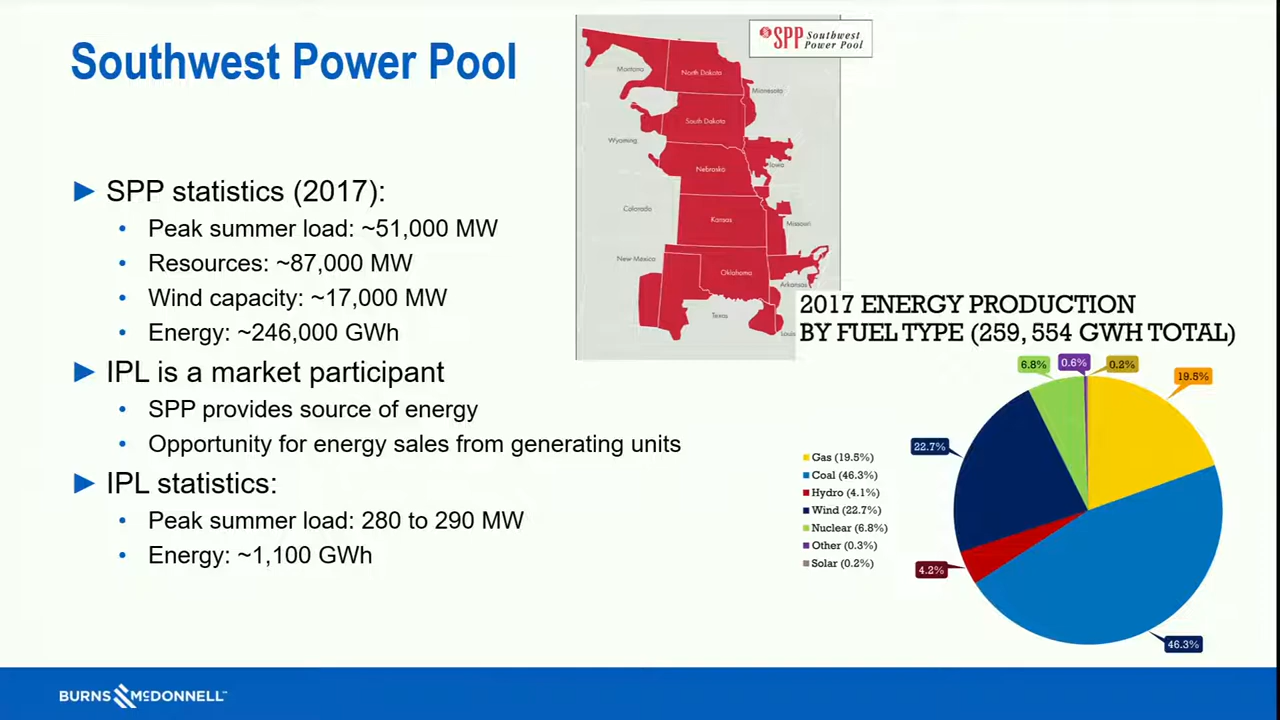 Southwest Power Pool
SPP Southwest
Power Pool
Montana
North Dakota
Minnesota
South Dakota
Wyoming
Iowa
Nebraska
Colorado
Kansas
Missouri
New Mexico
Oklahoma
Arkansas
Texas
▶ SPP statistics (2017):
• Peak summer load: ~51,000 MW
• Resources: ~87,000 MW
• Wind capacity: ~17,000 MW
• Energy: ~246,000 GWh
▶ IPL is a market participant
• SPP provides source of energy
• Opportunity for energy sales from generating units
▶ IPL statistics:
• Peak summer load: 280 to 290 MW
• Energy: ~1,100 GWh
2017 ENERGY PRODUCTION
BY FUEL TYPE (259, 554 GWH TOTAL)
6.8%
0.6%
0.2%
19.5%
22.7%
4.2%
46.3%
Gas (19.5%)
Coal (46.3%)
Hydro (4.1%)
Wind (22.7%)
Nuclear (6.8%)
Other (0.3%)
Solar (0.2%)
BURNS McDONNELL